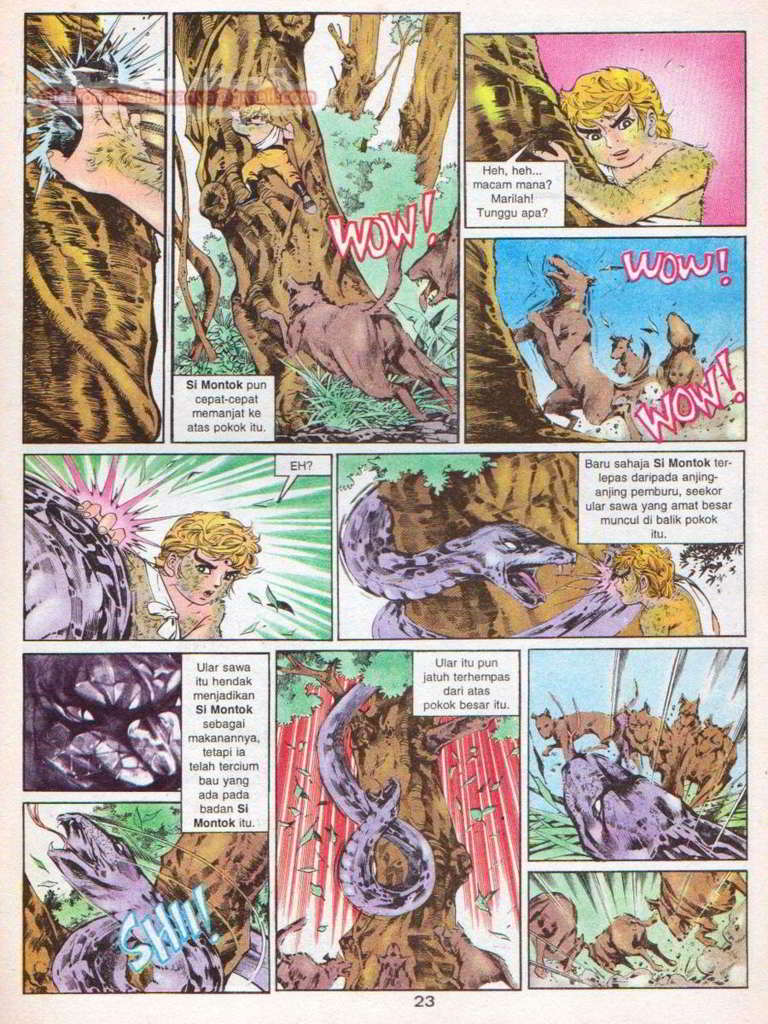 WOW!
Si Montok pun
cepat-cepat
memanjat ke
atas pokok itu.
Heh, heh...
macam mana?
Marilah!
Tunggu apa?
WOW!
WOW!
EH?
Baru sahaja Si Montok ter-
lepas daripada anjing-
anjing pemburu, seekor
ular sawa yang amat besar
muncul di balik pokok
itu.
Ular sawa
itu hendak
menjadikan
Si Montok
sebagai
makanannya,
tetapi ia
telah tercium
bau yang
ada pada
badan Si
Montok itu.
SHII!
Ular itu pun
jatuh terhempas
dari atas
pokok besar itu.
23